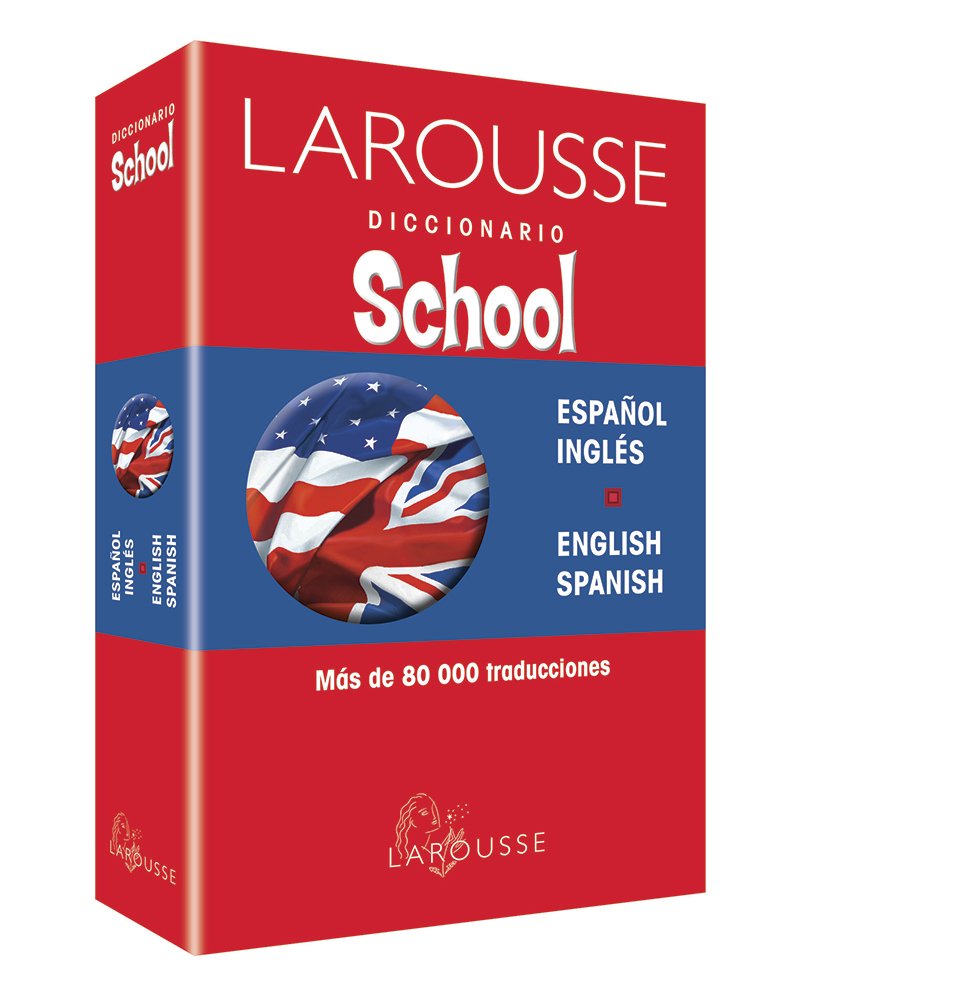 DICCIONARIO
School
ESPAÑOL
INGLÉS
ENGLISH
SPANISH
LAROUSSE
LAROUSSE
DICCIONARIO
School
ESPAÑOL
INGLÉS
ENGLISH
SPANISH
Más de 80 000 traducciones
LAROUSSE